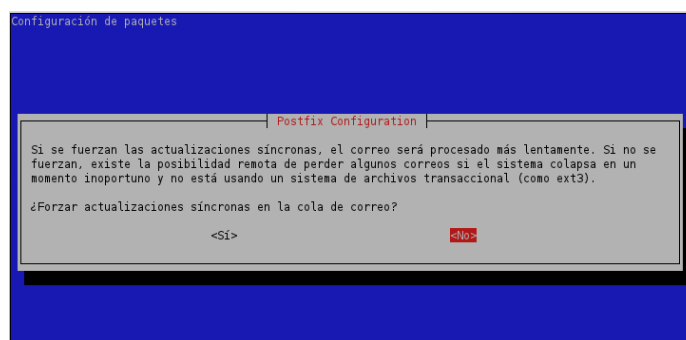 Configuración de paquetes
Postfix Configuration
Si se fuerzan las actualizaciones síncronas, el correo será procesado más lentamente. Si no se
fuerzan, existe la posibilidad remota de perder algunos correos si el sistema colapsa en un
momento inoportuno y no está usando un sistema de archivos transaccional (como ext3).
¿Forzar actualizaciones síncronas en la cola de correo?
<Sí> <No>